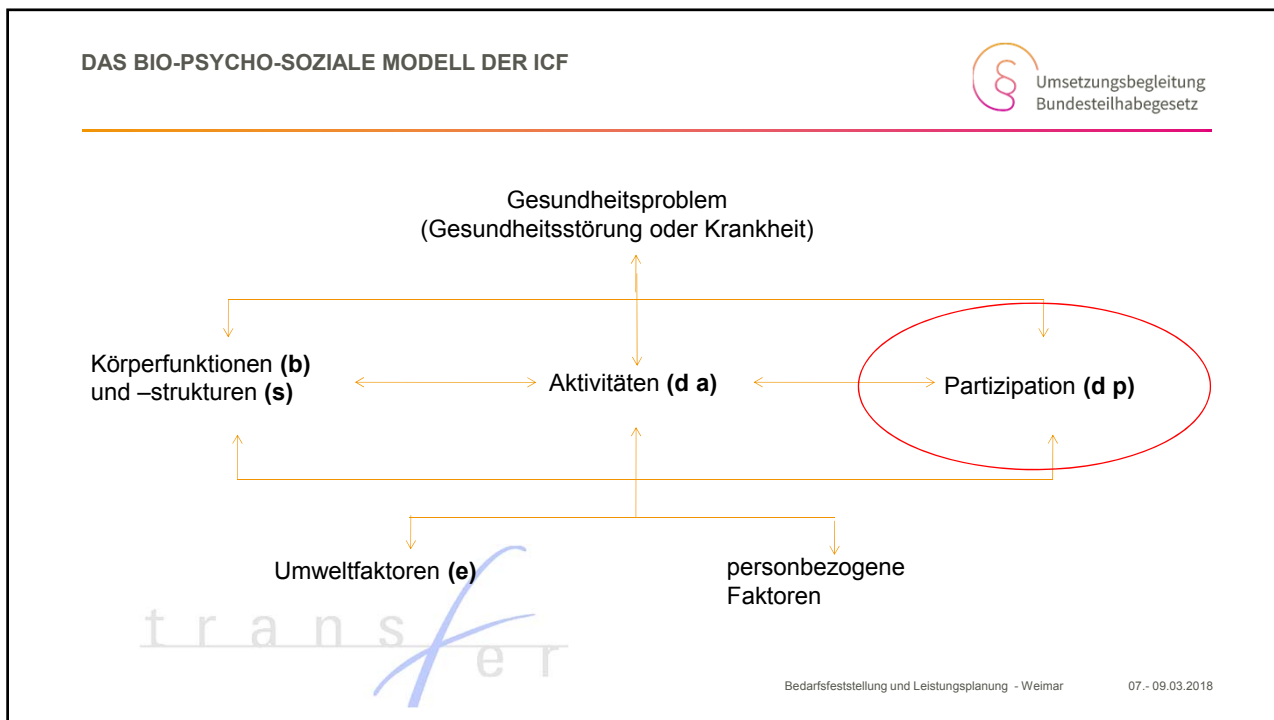 DAS BIO-PSYCHO-SOZIALE MODELL DER ICF
Umsetzungsbegleitung
Bundesteilhabegesetz
Gesundheitsproblem
(Gesundheitsstörung oder Krankheit)
Körperfunktionen (b)
und –strukturen (s)
Aktivitäten (d a)
Partizipation (d p)
Umweltfaktoren (e)
personbezogene
Faktoren
transfer
Bedarfsfeststellung und Leistungsplanung - Weimar 07.- 09.03.2018